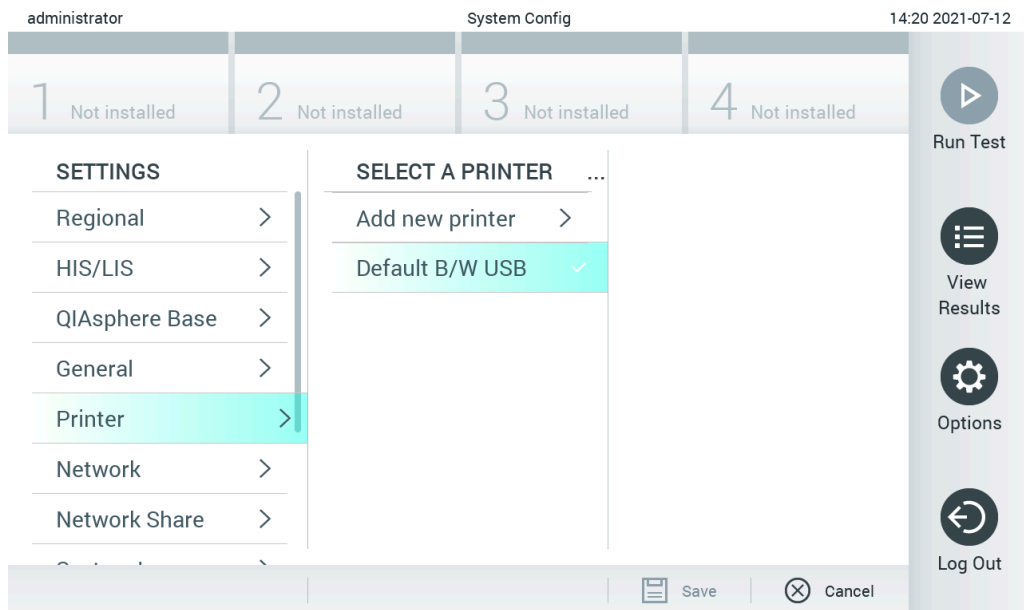 administrator
System Config
14:20 2021-07-12
1 Not installed
2 Not installed
3 Not installed
4 Not installed
Run Test
SETTINGS
Regional
HIS/LIS
QIAsphere Base
General
Printer
Network
Network Share
SELECT A PRINTER ...
Add new printer
Default B/W USB
View
Results
Options
Log Out
Save
Cancel